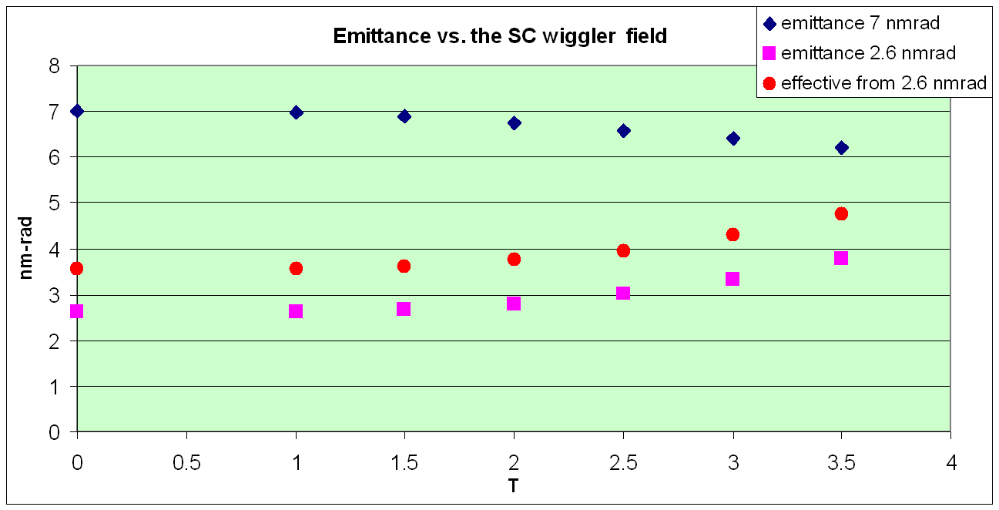 Emittance vs. the SC wiggler field
emittance 7 nmrad
emittance 2.6 nmrad
effective from 2.6 nmrad
8
7
6
5
4
3
2
1
0
nm-rad
0 0.5 1 1.5 2 2.5 3 3.5 4
T